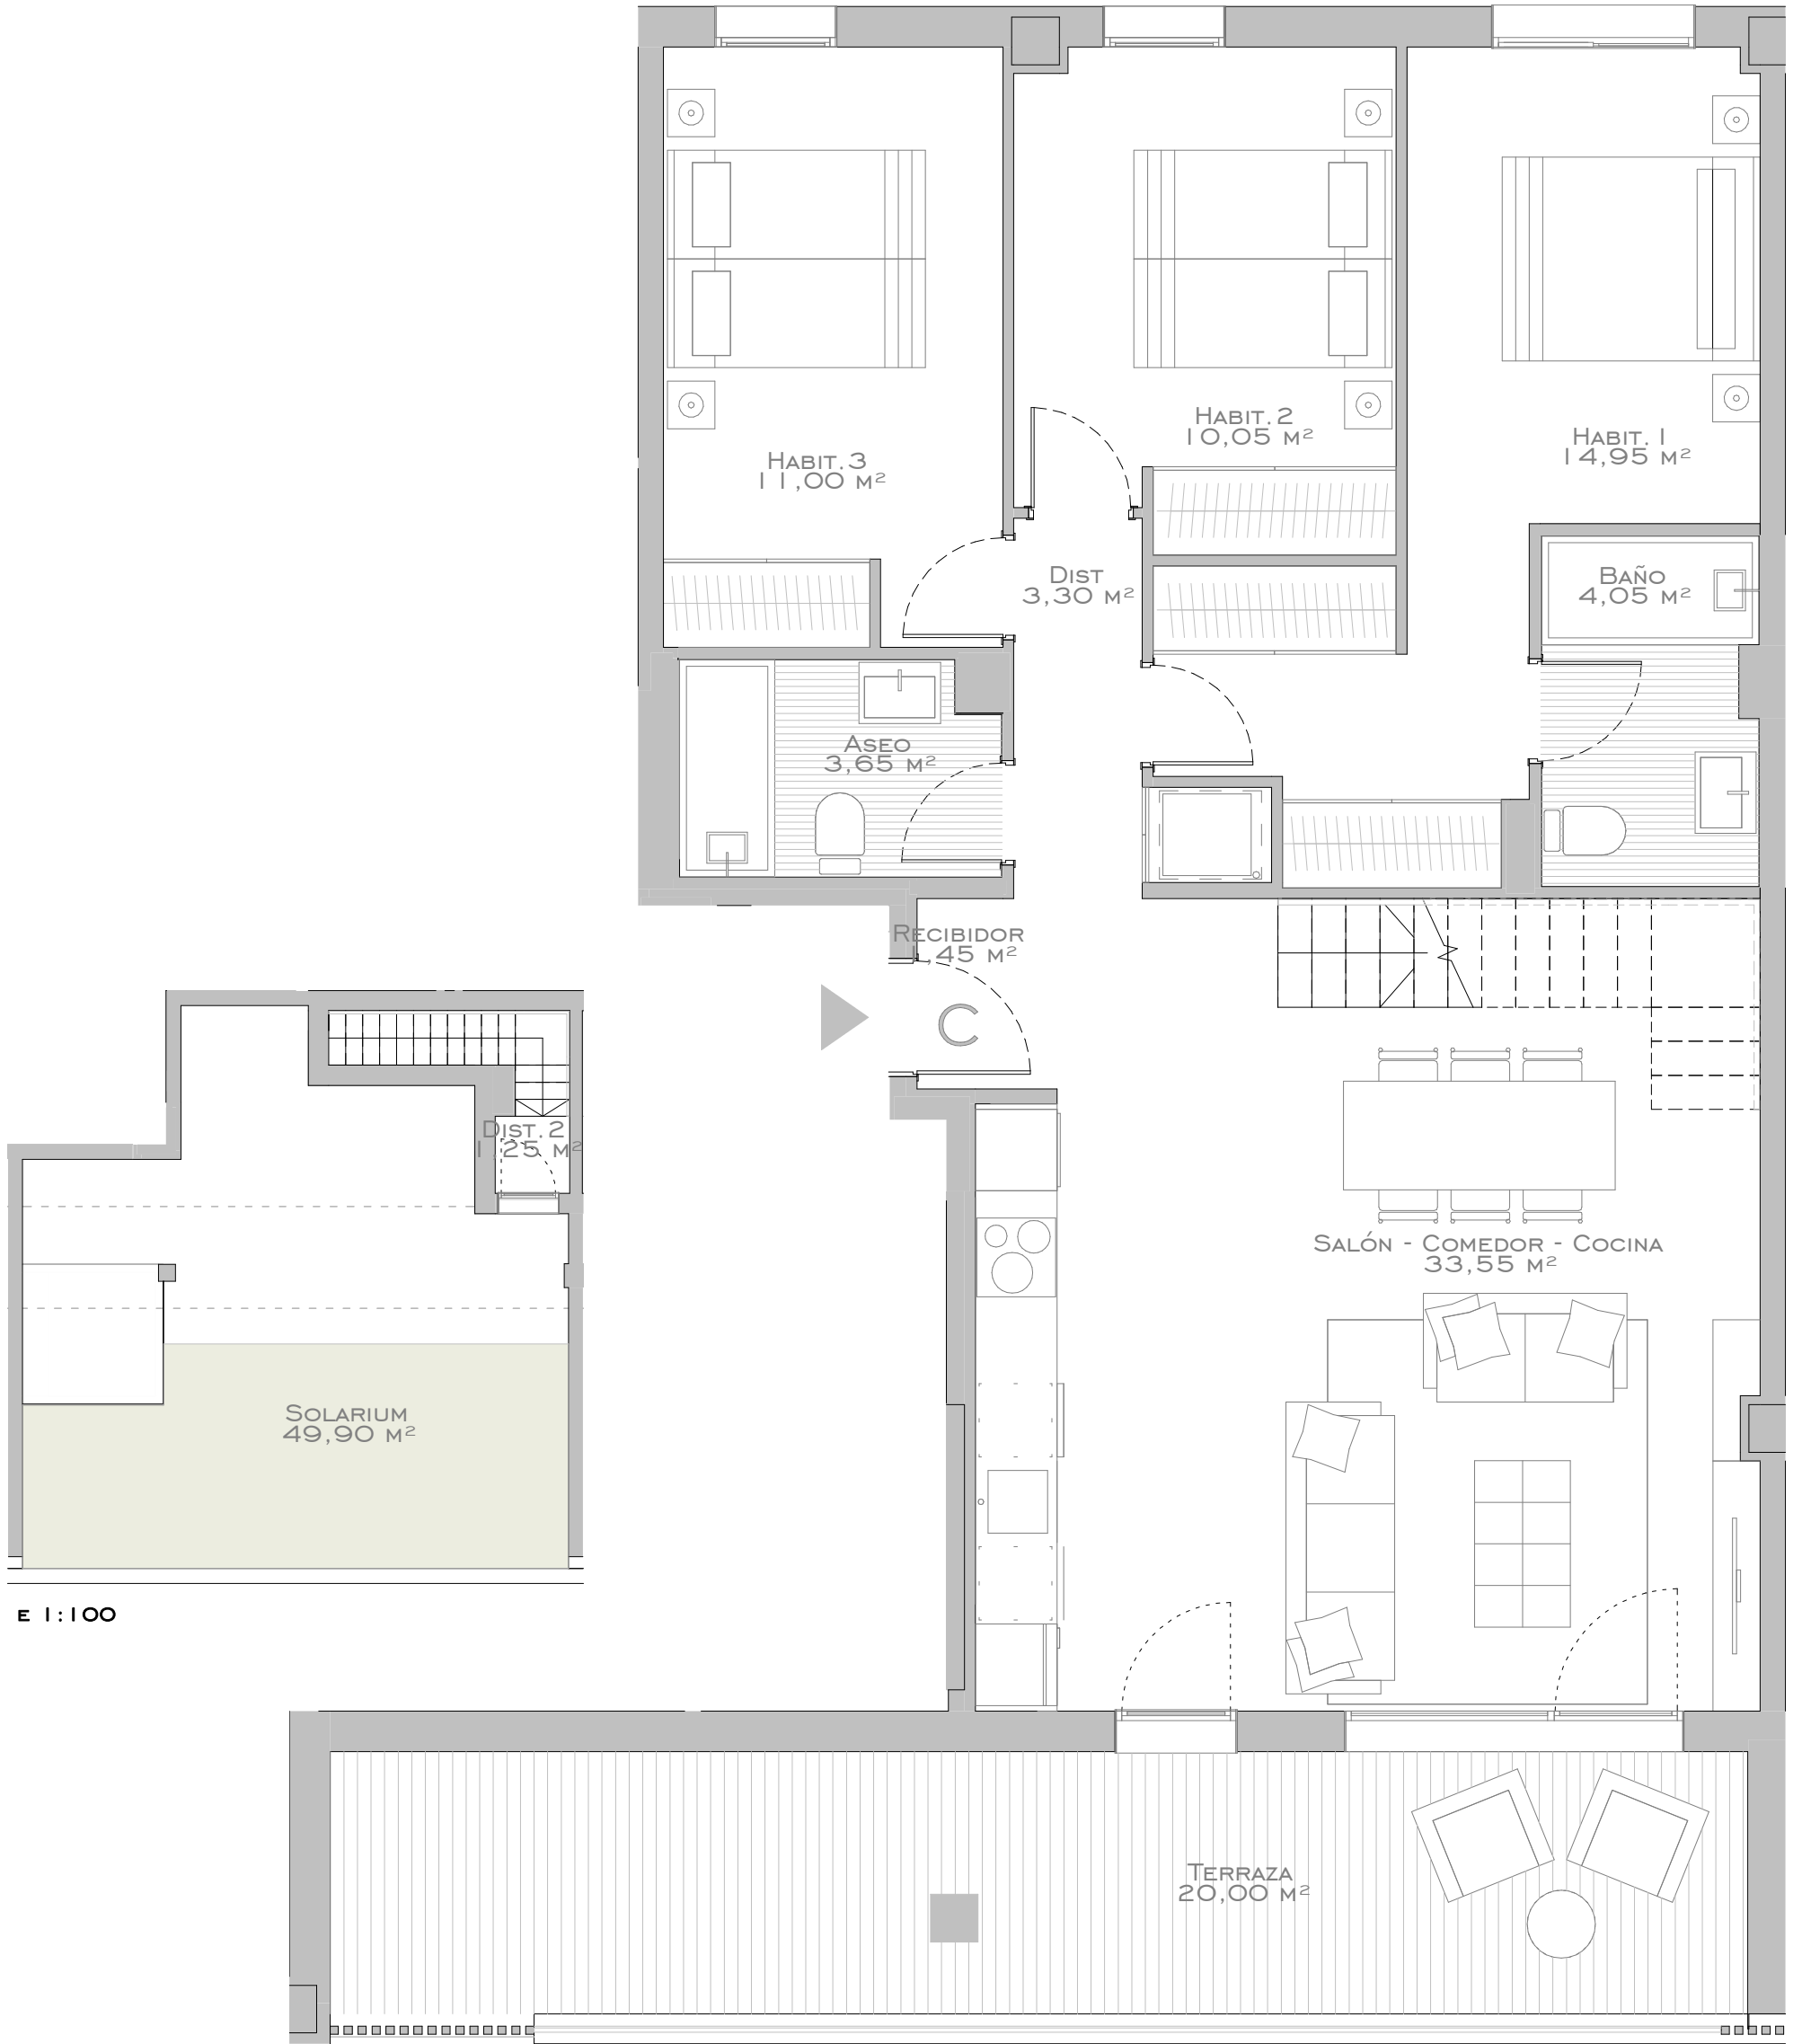 HABIT. 2
10,05 M²
HABIT. 1
14,95 M²
HABIT. 3
11,00 M²
DIST
3,30 M²
BAÑO
4,05 M²
ASEO
3,65 M²
RECIBIDOR
1,45 M²
C
DIST. 2
1,25 M²
SALÓN - COMEDOR - COCINA
33,55 M²
SOLARIUM
49,90 M²
E 1:100
TERRAZA
20,00 M²